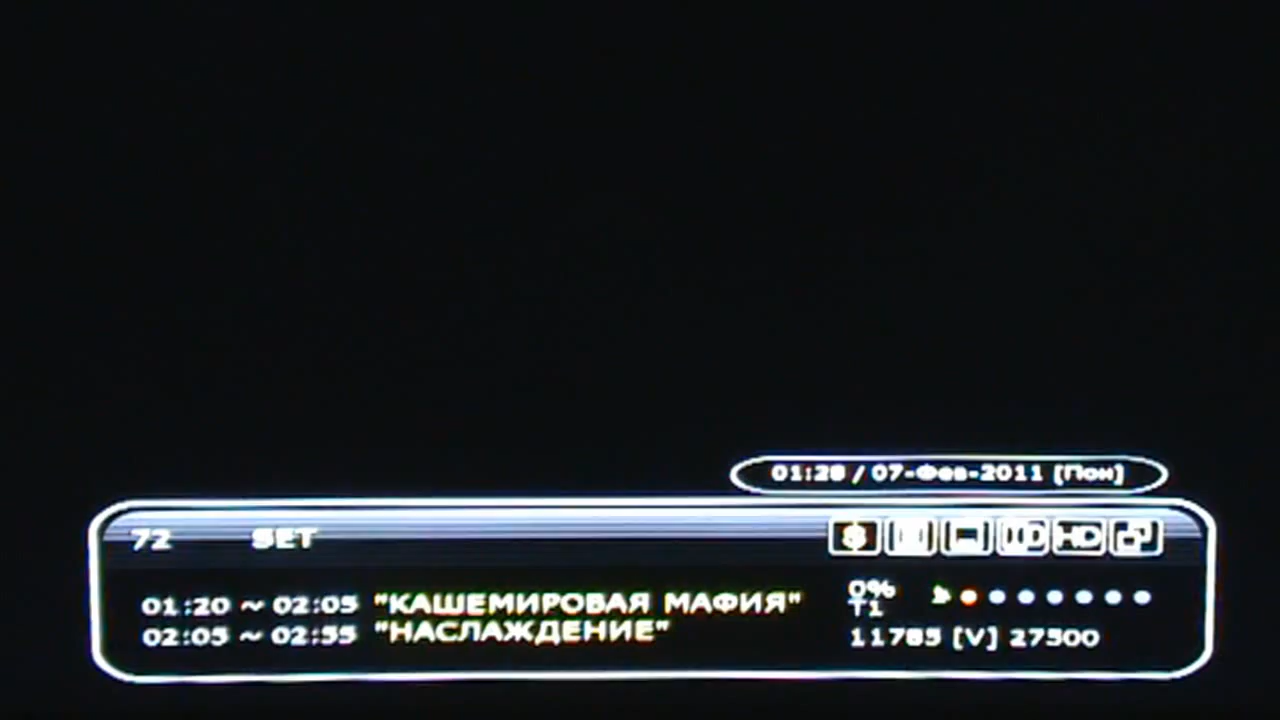 01:28 / 07-Фев-2011 [Пон]
72 SET
HD
01:20 ~ 02:05 "КАШЕМИРОВАЯ МАФИЯ"
02:05 ~ 02:55 "НАСЛАЖДЕНИЕ"
0%
T1
11785 [V] 27500